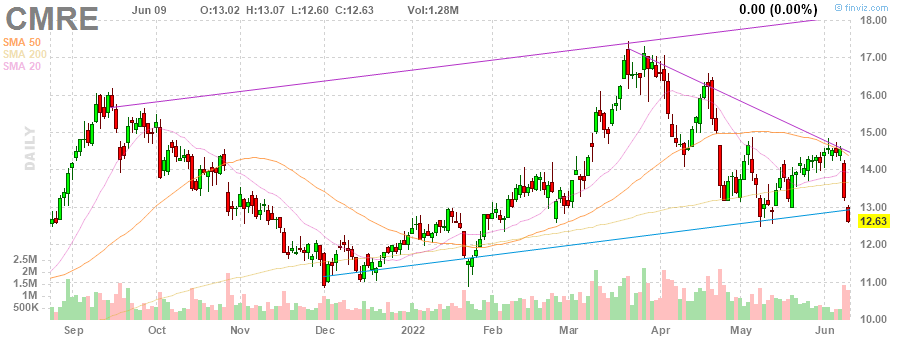 CMRE Jun 09 O:13.02 H:13.07 L:12.60 C:12.63 Vol:1.28M 0.00 (0.00%) finviz.com
SMA 50
SMA 200
SMA 20
DAILY
18.00
17.00
16.00
15.00
14.00
13.00
12.63
12.00
11.00
10.00
2.5M
2M
1.5M
1M
500K
Sep Oct Nov Dec 2022 Feb Mar Apr May Jun